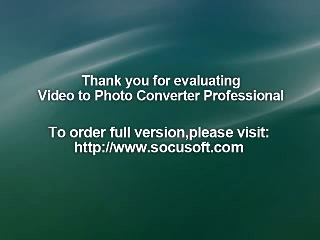 Thank you for evaluating
Video to Photo Converter Professional
To order full version,please visit:
http://www.socusoft.com